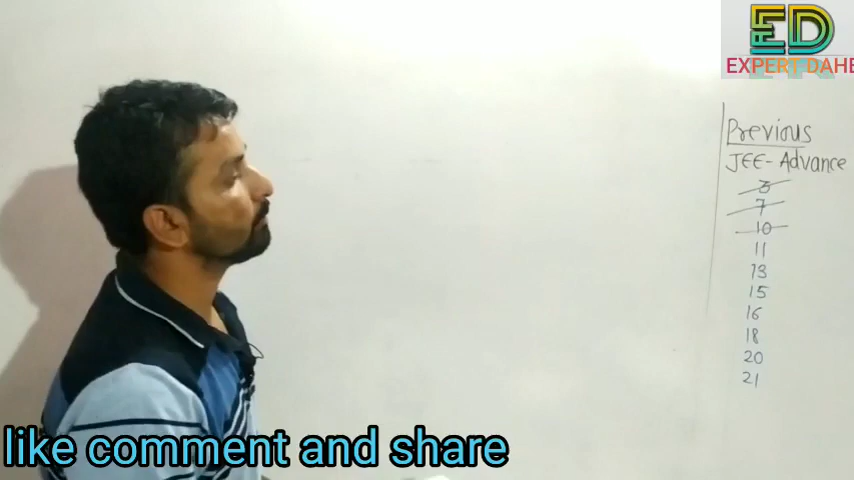 ED
EXPERT DAHE
Previous
JEE- Advance
3
7
10
11
13
15
16
18
20
21
like comment and share